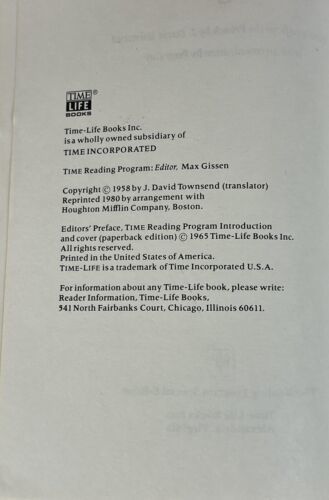 TIME®
LIFE
BOOKS
Time-Life Books Inc.
is a wholly owned subsidiary of
TIME INCORPORATED
TIME Reading Program: Editor, Max Gissen
Copyright © 1958 by J. David Townsend (translator)
Reprinted 1980 by arrangement with
Houghton Mifflin Company, Boston.
Editors' Preface, TIME Reading Program Introduction
and cover (paperback edition) © 1965 Time-Life Books Inc.
All rights reserved.
Printed in the United States of America.
TIME-LIFE is a trademark of Time Incorporated U.S.A.
For information about any Time-Life book, please write:
Reader Information, Time-Life Books,
541 North Fairbanks Court, Chicago, Illinois 60611.